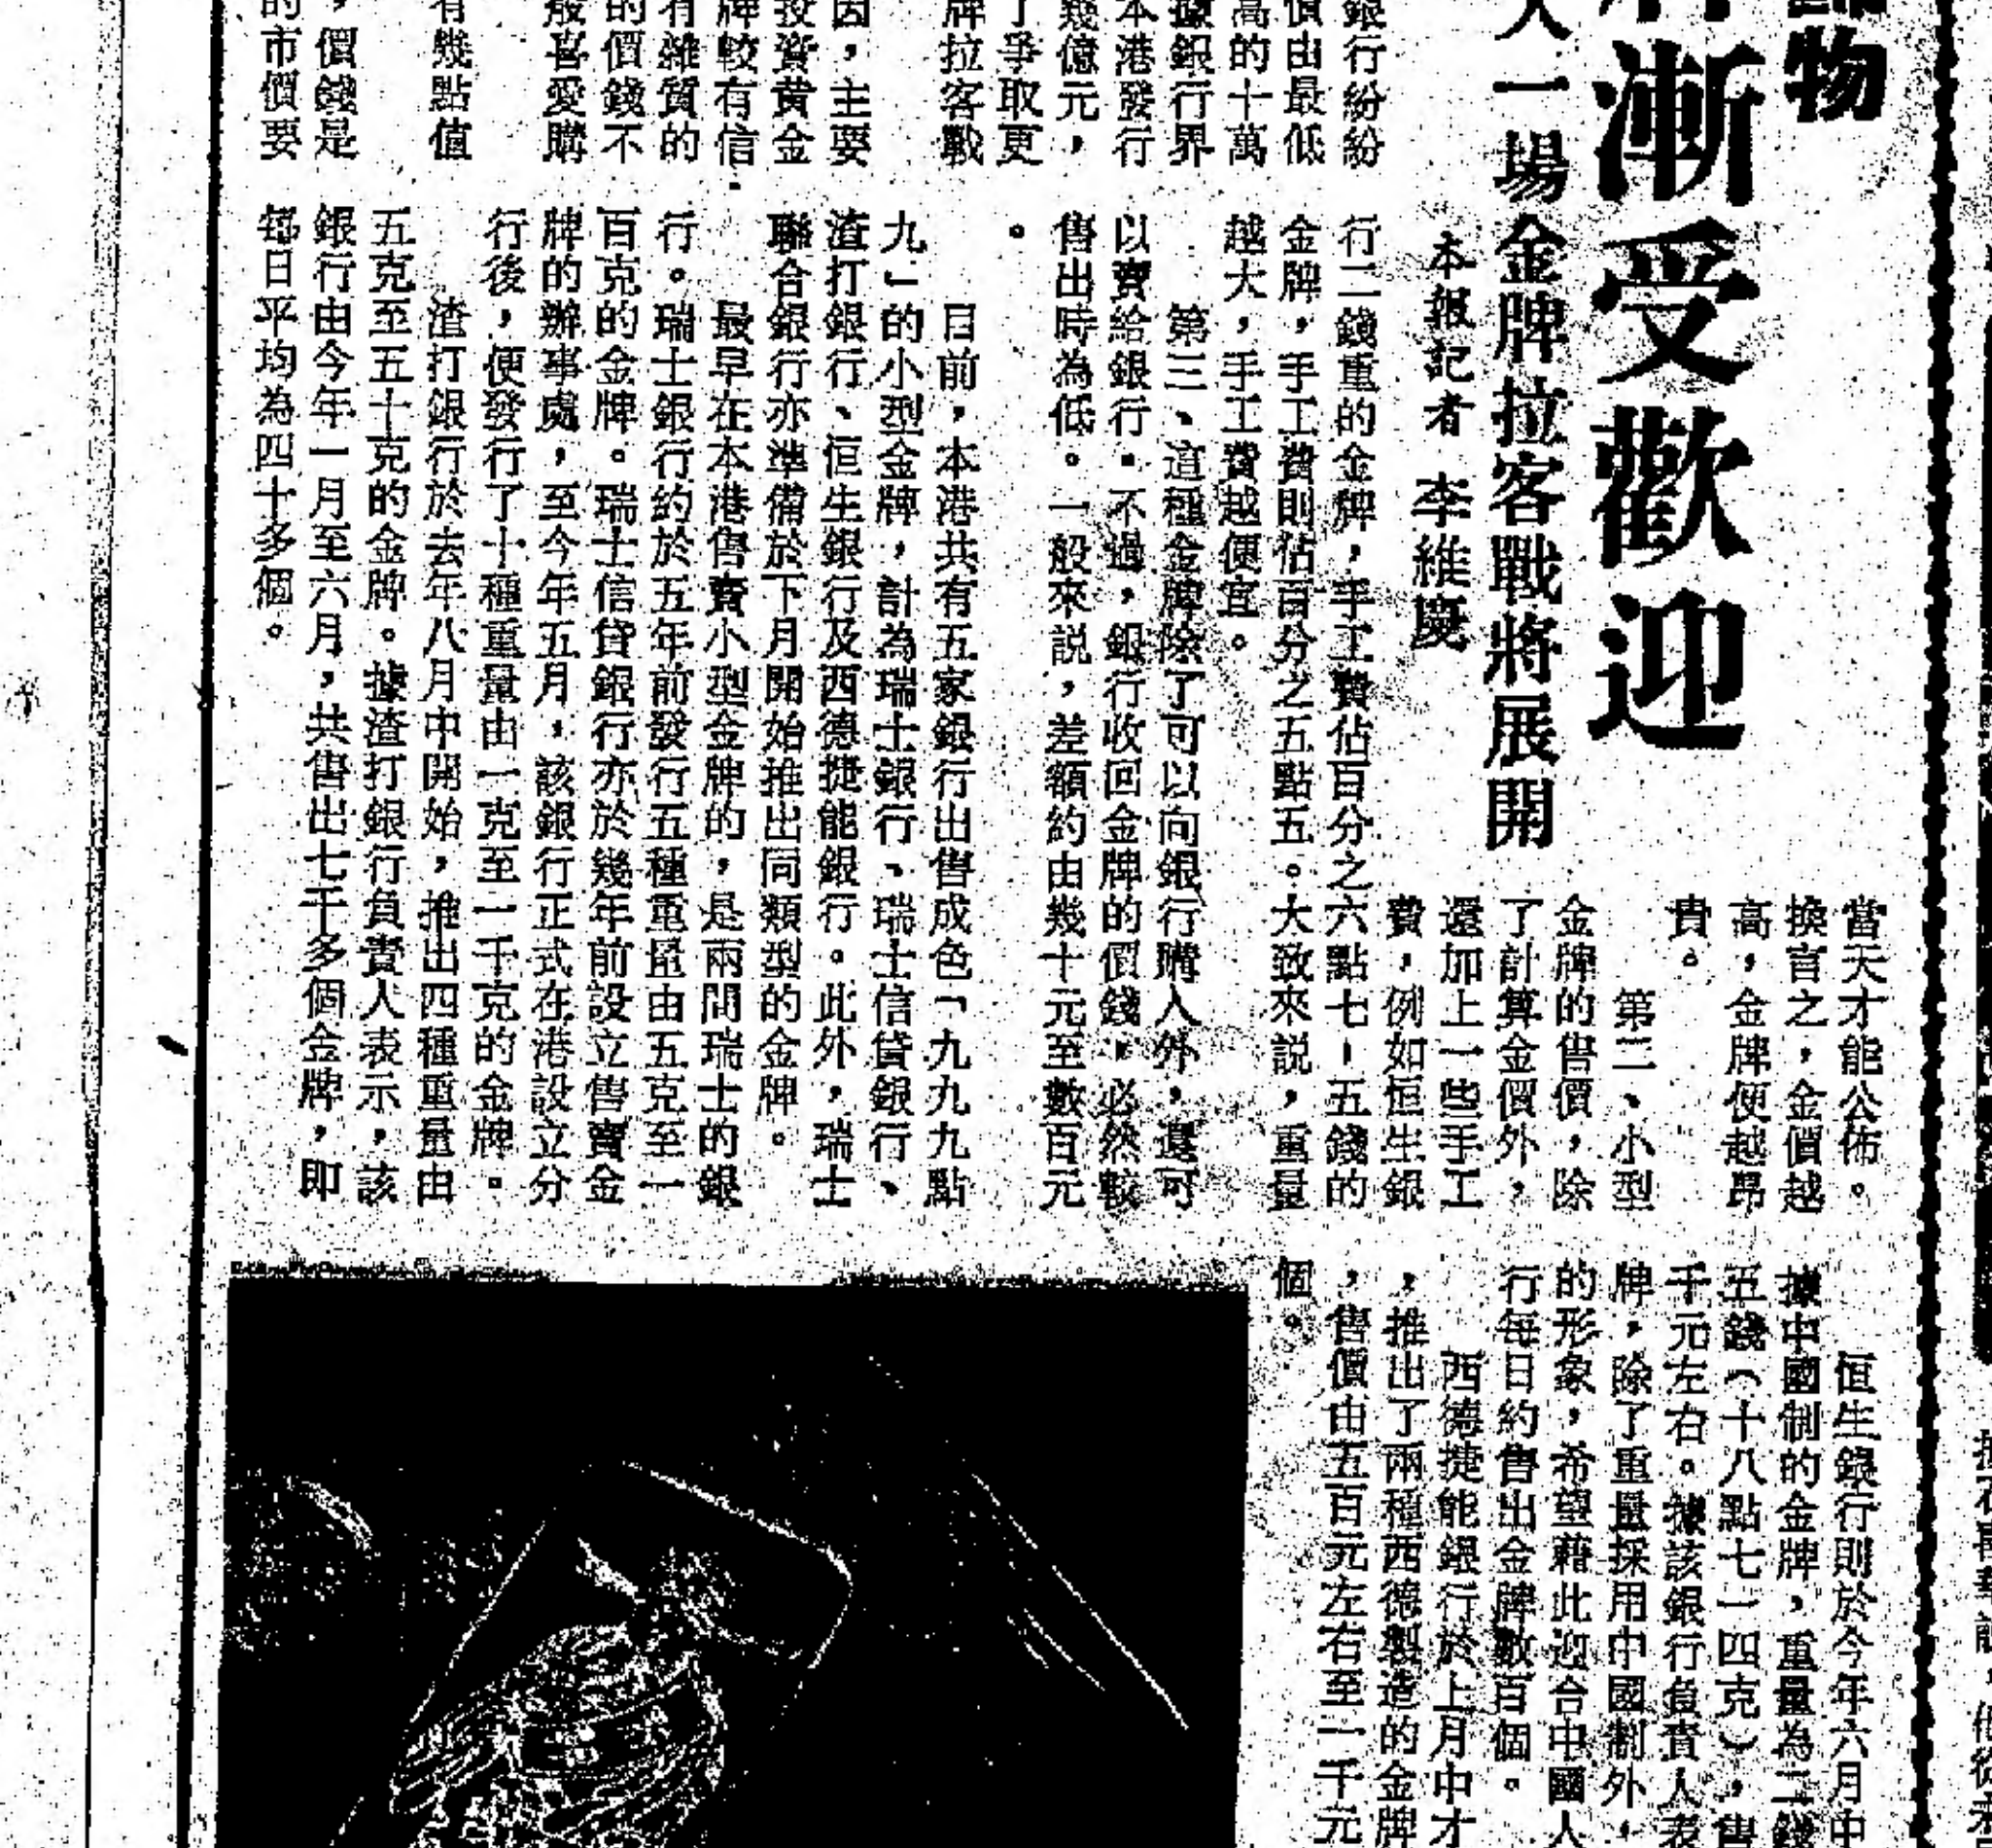 飾物
漸受歡迎
人一場金牌拉客戰將展開
本報記者 李維慶
銀行紛紛
價由最低
高的十萬
據銀行界
本港發行
幾億元，
了爭取更
牌拉客戰
因，主要
投資黃金
牌較有信
有雜質的
的價錢不
般喜愛購
有幾點值
，價錢是
的市價要
當天才能公佈。
換言之，金價越
高，金牌便越昂
貴。
第二、小型
金牌的售價，除
了計算金價外，
還加上一些手工
費，例如恒生銀
行二錢重的金牌，手工費佔百分之六點七，五錢的
金牌，手工費則佔百分之五點五。大致來説，重量
越大，手工費越便宜。
第三、這種金牌除了可以向銀行購入外，還可
以賣給銀行。不過，銀行收回金牌的價錢，必然較
售出時為低。一般來説，差額約由幾十元至數百元
。
目前，本港共有五家銀行出售成色「九九九點
九」的小型金牌，計為瑞士銀行、瑞士信貸銀行、
渣打銀行、恒生銀行及西德捷能銀行。此外，瑞士
聯合銀行亦準備於下月開始推出同類型的金牌。
最早在本港售賣小型金牌的，是兩間瑞士的銀
行。瑞士銀行約於五年前發行五種重量由五克至一
百克的金牌。瑞士信貸銀行亦於幾年前設立售賣金
牌的辦事處，至今年五月，該銀行正式在港設立分
行後，便發行了十種重量由一克至一千克的金牌。
渣打銀行於去年八月中開始，推出四種重量由
五克至五十克的金牌。據渣打銀行負責人表示，該
銀行由今年一月至六月，共售出七千多個金牌，即
每日平均為四十多個。
恒生銀行則於今年六月中
據中國制的金牌，重量為二錢
五錢（十八點七一四克），售
千元左右。據該銀行負責人表
牌，除了重量採用中國制外，
的形象，希望藉此迎合中國人
行每日約售出金牌數百個。
西德捷能銀行於上月中才
，推出了兩種西德製造的金牌
，售價由五百元左右至一千元
個。